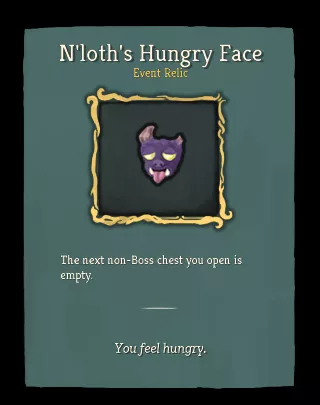 N'loth's Hungry Face
Event Relic
The next non-Boss chest you open is
empty.
You feel hungry.